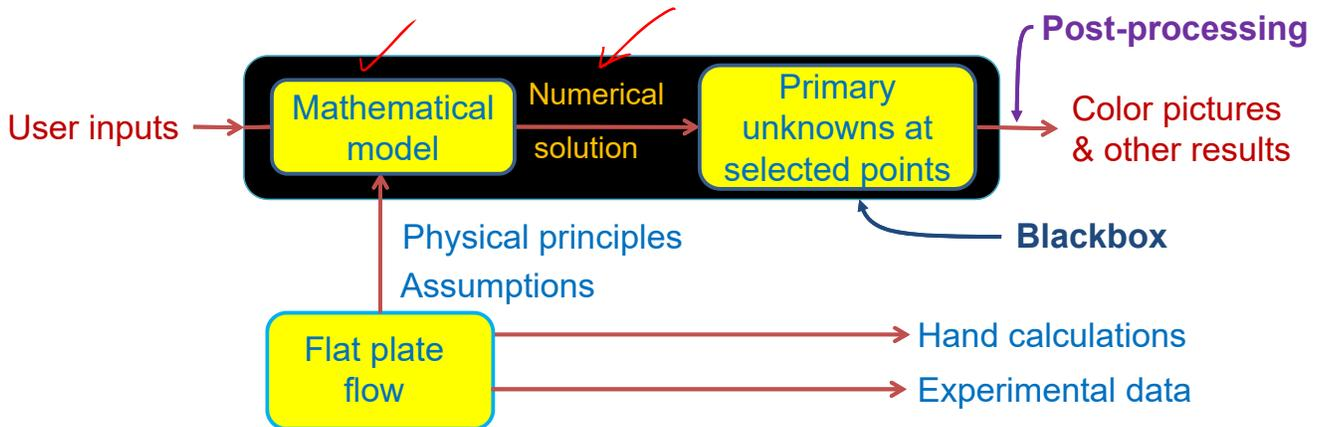 Post-processing
User inputs
Mathematical
model
Numerical
solution
Primary
unknowns at
selected points
Color pictures
& other results
Physical principles
Assumptions
Blackbox
Flat plate
flow
Hand calculations
Experimental data